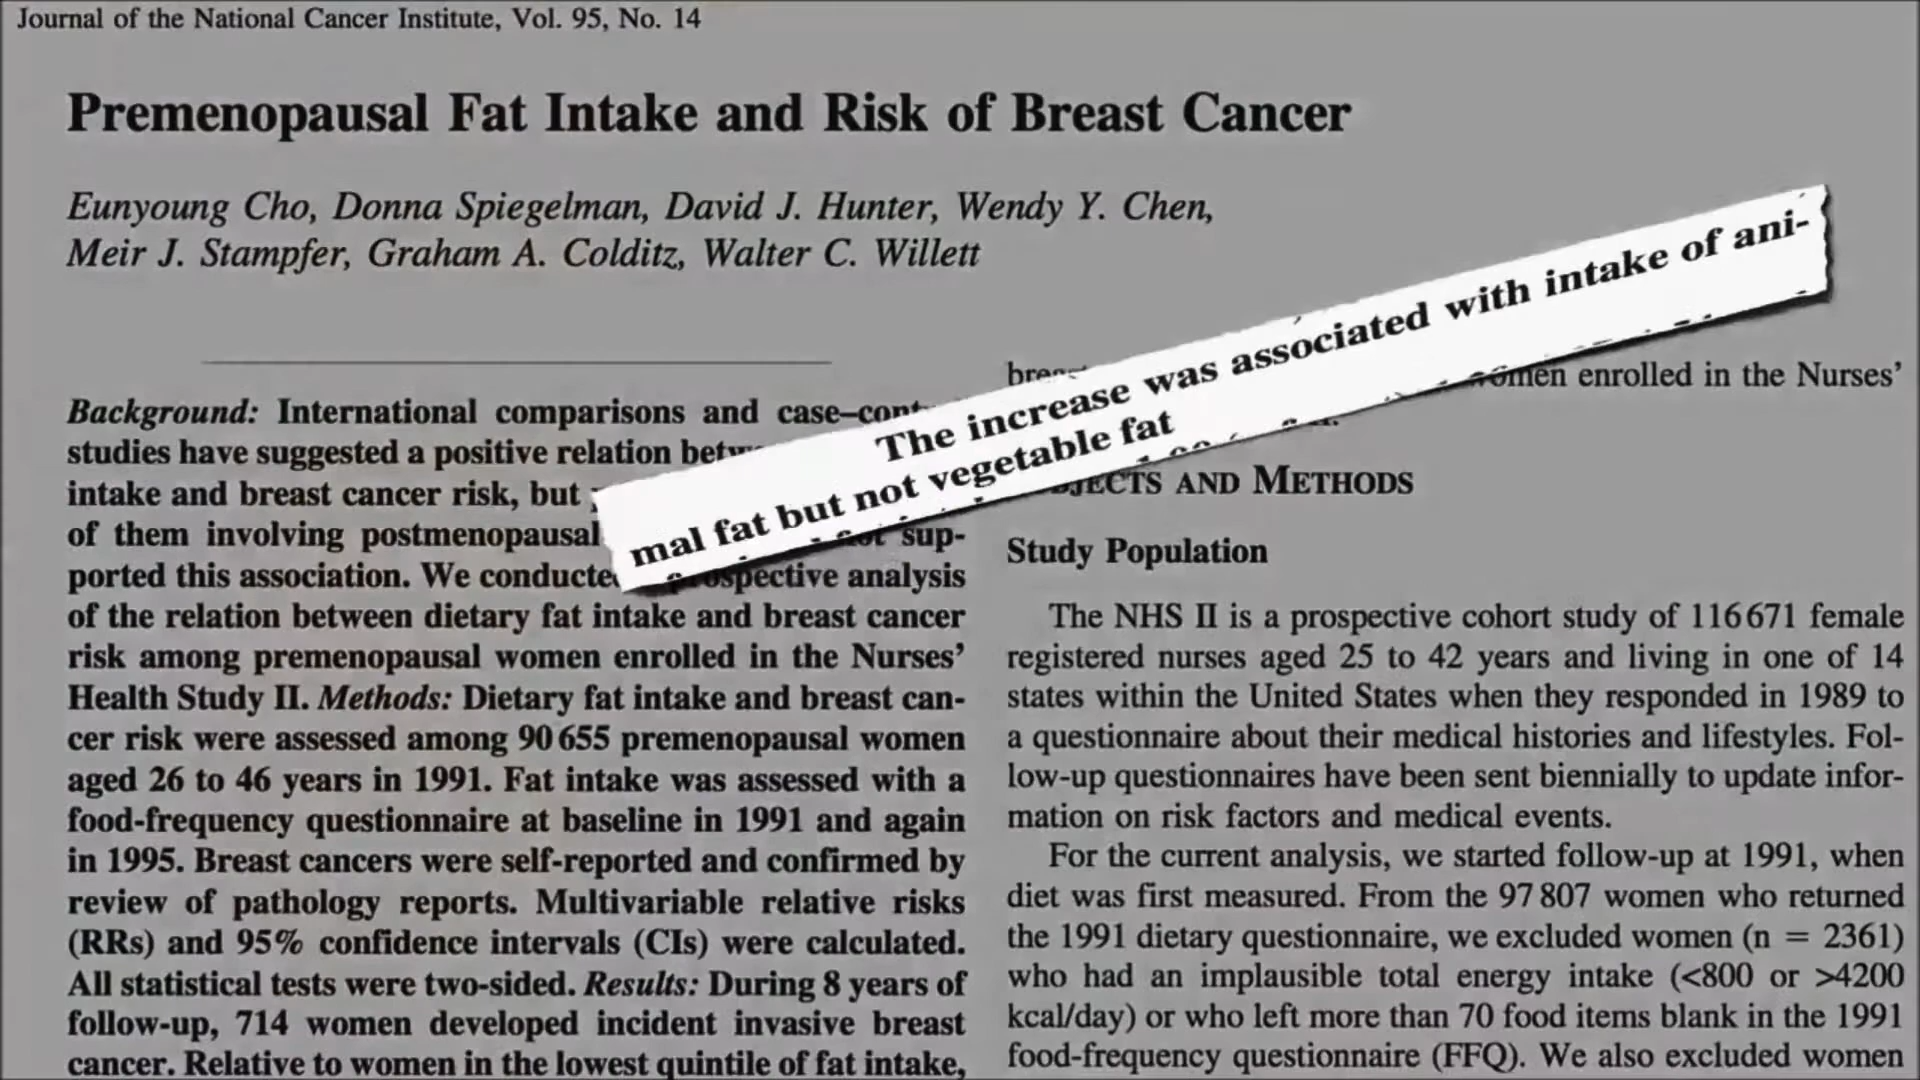 Journal of the National Cancer Institute, Vol. 95, No. 14
Premenopausal Fat Intake and Risk of Breast Cancer
Eunyoung Cho, Donna Spiegelman, David J. Hunter, Wendy Y. Chen,
Meir J. Stampfer, Graham A. Colditz, Walter C. Willett
The increase was associated with intake of ani-
mal fat but not vegetable fat
Background: International comparisons and case–
studies have suggested a positive relation
intake and breast cancer risk, but
of them involving postmenopausal sup-
ported this association. We analysis
of the relation between dietary fat intake and breast cancer
risk among premenopausal women enrolled in the Nurses’
Health Study II. Methods: Dietary fat intake and breast can-
cer risk were assessed among 90 655 premenopausal women
aged 26 to 46 years in 1991. Fat intake was assessed with a
food-frequency questionnaire at baseline in 1991 and again
in 1995. Breast cancers were self-reported and confirmed by
review of pathology reports. Multivariable relative risks
(RRs) and 95% confidence intervals (CIs) were calculated.
All statistical tests were two-sided. Results: During 8 years of
follow-up, 714 women developed incident invasive breast
cancer. Relative to women in the lowest quintile of fat intake,
enrolled in the Nurses’
AND METHODS
Study Population
The NHS II is a prospective cohort study of 116 671 female
registered nurses aged 25 to 42 years and living in one of 14
states within the United States when they responded in 1989 to
a questionnaire about their medical histories and lifestyles. Fol-
low-up questionnaires have been sent biennially to update infor-
mation on risk factors and medical events.
For the current analysis, we started follow-up at 1991, when
diet was first measured. From the 97 807 women who returned
the 1991 dietary questionnaire, we excluded women (n = 2361)
who had an implausible total energy intake (<800 or >4200
kcal/day) or who left more than 70 food items blank in the 1991
food-frequency questionnaire (FFQ). We also excluded women